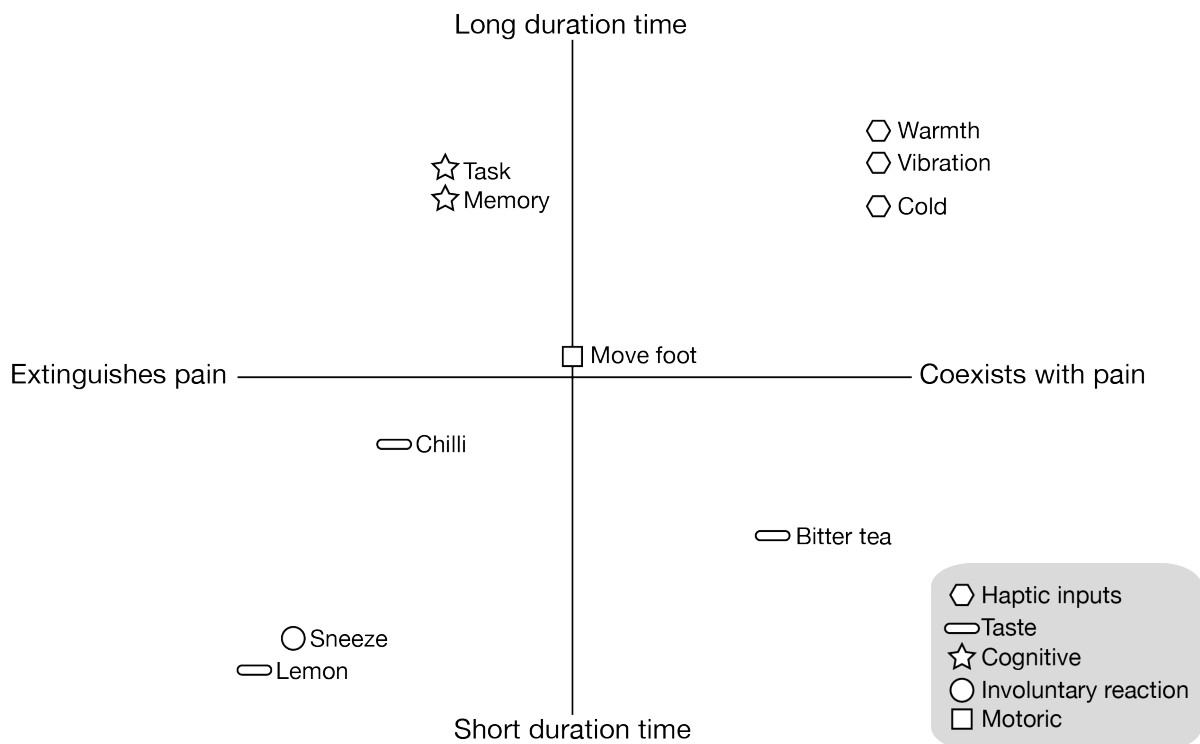 Long duration time
Warmth
Vibration
Task
Memory
Cold
Move foot
Extinguishes pain
Coexists with pain
Chilli
Bitter tea
Sneeze
Lemon
Short duration time
Haptic inputs
Taste
Cognitive
Involuntary reaction
Motoric